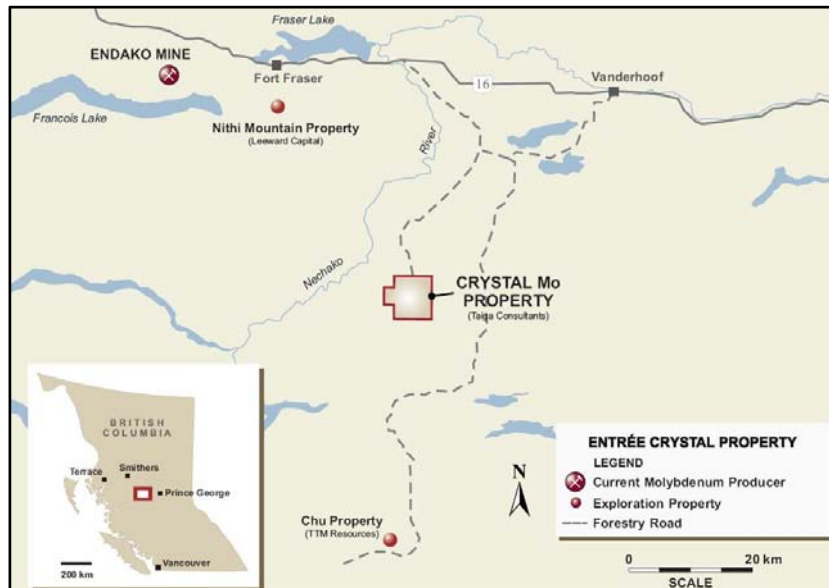 Fraser Lake
ENDAKO MINE
Fort Fraser
16
Vanderhoof
Francois Lake
Nithi Mountain Property
(Leeward Capital)
River
Nechako
CRYSTAL Mo
PROPERTY
(Taiga Consultants)
BRITISH
COLUMBIA
Terrace
Smithers
Prince George
Vancouver
200 km
Chu Property
(TTM Resources)
N
ENTRÉE CRYSTAL PROPERTY
LEGEND
Current Molybdenum Producer
Exploration Property
Forestry Road
0 20 km
SCALE